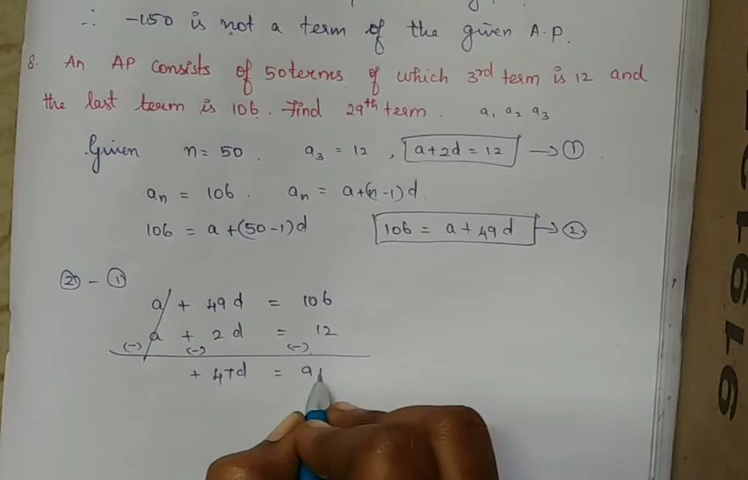 ∴ -150 is not a term of the given A.P.
8. An AP consists of 50 terms of which 3rd term is 12 and
the last term is 106. Find 29th term. a₁ a₂ a₃
Given n = 50. a₃ = 12, a+2d = 12 → ①
aₙ = 106. aₙ = a+(n-1)d.
106 = a+(50-1)d 106 = a+49d → ②
② - ①
a + 49d = 106
(-) a + (-) 2d = (-) 12
+ 47d = 9